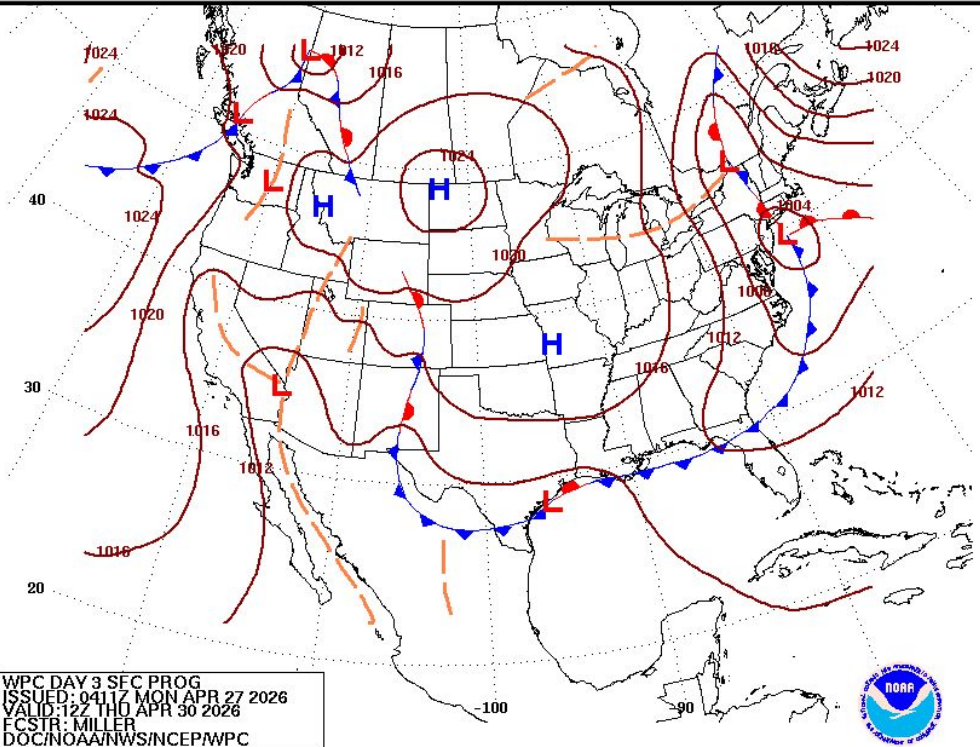 1024
1020
L
1012
1016
1016
1024
1020
1024
L
1024
L
L
40
H
H
1024
1004
L
1020
1020
1008
H
1012
30
L
1016
1012
1016
1012
L
1016
20
-100
-90
WPC DAY 3 SFC PROG
ISSUED: 0411Z MON APR 27 2026
VALID:12Z THU APR 30 2026
FCSTR: MILLER
DOC/NOAA/NWS/NCEP/WPC
NOAA